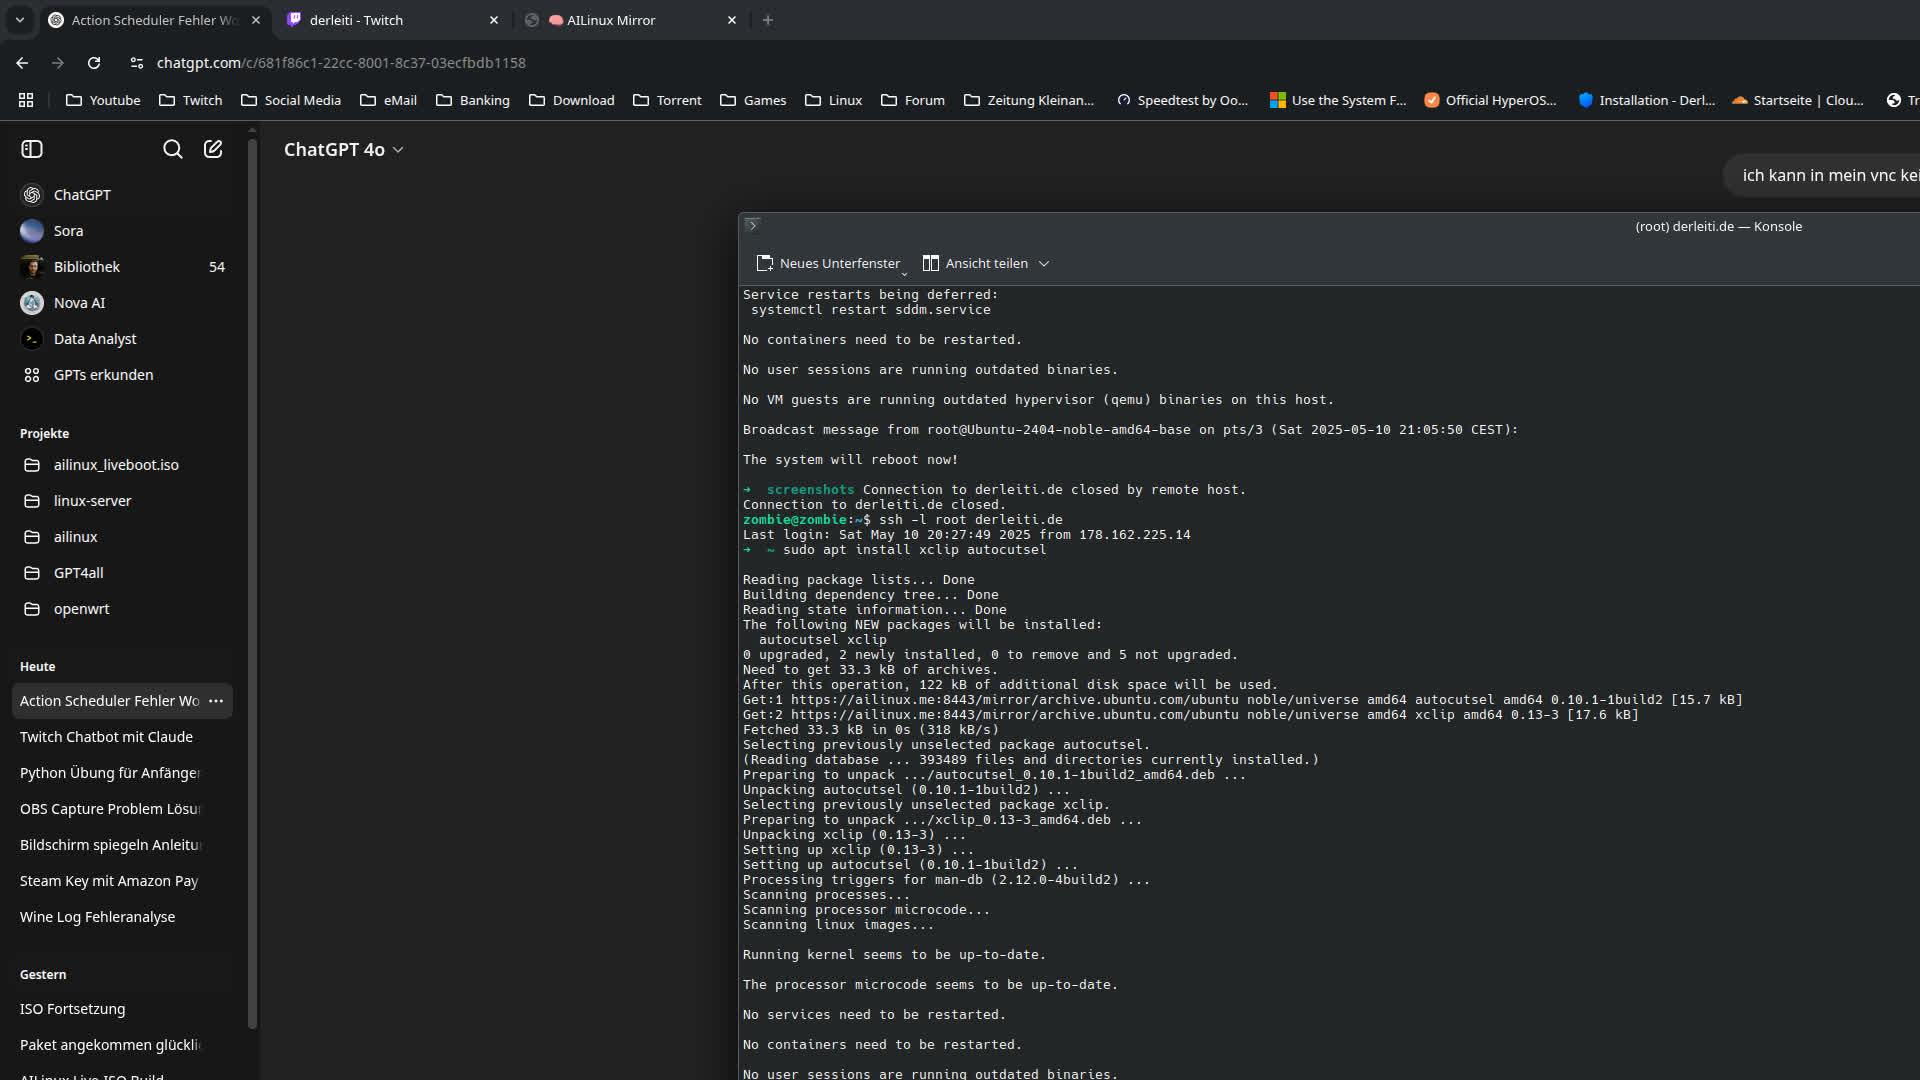 Action Scheduler Fehler Wo
derleiti - Twitch
AILinux Mirror
chatgpt.com/c/681f86c1-22cc-8001-8c37-03ecfbdb1158
Youtube
Twitch
Social Media
eMail
Banking
Download
Torrent
Games
Linux
Forum
Zeitung Kleinan...
Speedtest by Oo...
Use the System F...
Official HyperOS...
Installation - Derl...
Startseite | Clou...
Tr
ChatGPT 4o
ich kann in mein vnc kei
ChatGPT
Sora
Bibliothek 54
Nova AI
Data Analyst
GPTs erkunden
Projekte
ailinux_liveboot.iso
linux-server
ailinux
GPT4all
openwrt
Heute
Action Scheduler Fehler Wo
Twitch Chatbot mit Claude
Python Übung für Anfänger
OBS Capture Problem Lösu
Bildschirm spiegeln Anleitu
Steam Key mit Amazon Pay
Wine Log Fehleranalyse
Gestern
ISO Fortsetzung
Paket angekommen glückli
AILinux Live ISO Build
(root) derleiti.de — Konsole
Neues Unterfenster
Ansicht teilen
Service restarts being deferred:
systemctl restart sddm.service
No containers need to be restarted.
No user sessions are running outdated binaries.
No VM guests are running outdated hypervisor (qemu) binaries on this host.
Broadcast message from root@Ubuntu-2404-noble-amd64-base on pts/3 (Sat 2025-05-10 21:05:50 CEST):
The system will reboot now!
➜  screenshots Connection to derleiti.de closed by remote host.
Connection to derleiti.de closed.
zombie@zombie:~$ ssh -l root derleiti.de
Last login: Sat May 10 20:27:49 2025 from 178.162.225.14
➜  ~ sudo apt install xclip autocutsel
Reading package lists... Done
Building dependency tree... Done
Reading state information... Done
The following NEW packages will be installed:
autocutsel xclip
0 upgraded, 2 newly installed, 0 to remove and 5 not upgraded.
Need to get 33.3 kB of archives.
After this operation, 122 kB of additional disk space will be used.
Get:1 https://ailinux.me:8443/mirror/archive.ubuntu.com/ubuntu noble/universe amd64 autocutsel amd64 0.10.1-1build2 [15.7 kB]
Get:2 https://ailinux.me:8443/mirror/archive.ubuntu.com/ubuntu noble/universe amd64 xclip amd64 0.13-3 [17.6 kB]
Fetched 33.3 kB in 0s (318 kB/s)
Selecting previously unselected package autocutsel.
(Reading database ... 393489 files and directories currently installed.)
Preparing to unpack .../autocutsel_0.10.1-1build2_amd64.deb ...
Unpacking autocutsel (0.10.1-1build2) ...
Selecting previously unselected package xclip.
Preparing to unpack .../xclip_0.13-3_amd64.deb ...
Unpacking xclip (0.13-3) ...
Setting up xclip (0.13-3) ...
Setting up autocutsel (0.10.1-1build2) ...
Processing triggers for man-db (2.12.0-4build2) ...
Scanning processes...
Scanning processor microcode...
Scanning linux images...
Running kernel seems to be up-to-date.
The processor microcode seems to be up-to-date.
No services need to be restarted.
No containers need to be restarted.
No user sessions are running outdated binaries.